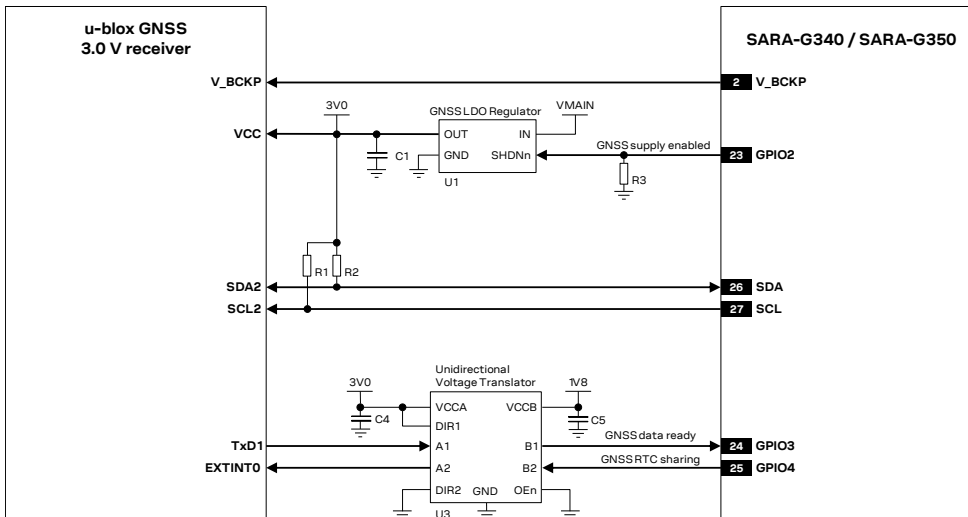 u-blox GNSS
3.0 V receiver
SARA-G340 / SARA-G350
V_BCKP
2 V_BCKP
3V0
GNSS LDO Regulator
VMAIN
VCC
OUT
IN
C1
GND
SHDNn
GNSS supply enabled
23 GPIO2
U1
R3
R1
R2
SDA2
26 SDA
SCL2
27 SCL
Unidirectional
Voltage Translator
3V0
1V8
VCCA
VCCB
C4
C5
DIR1
GNSS data ready
TxD1
A1
B1
24 GPIO3
GNSS RTC sharing
EXTINT0
A2
B2
25 GPIO4
DIR2
GND
OEn
U3